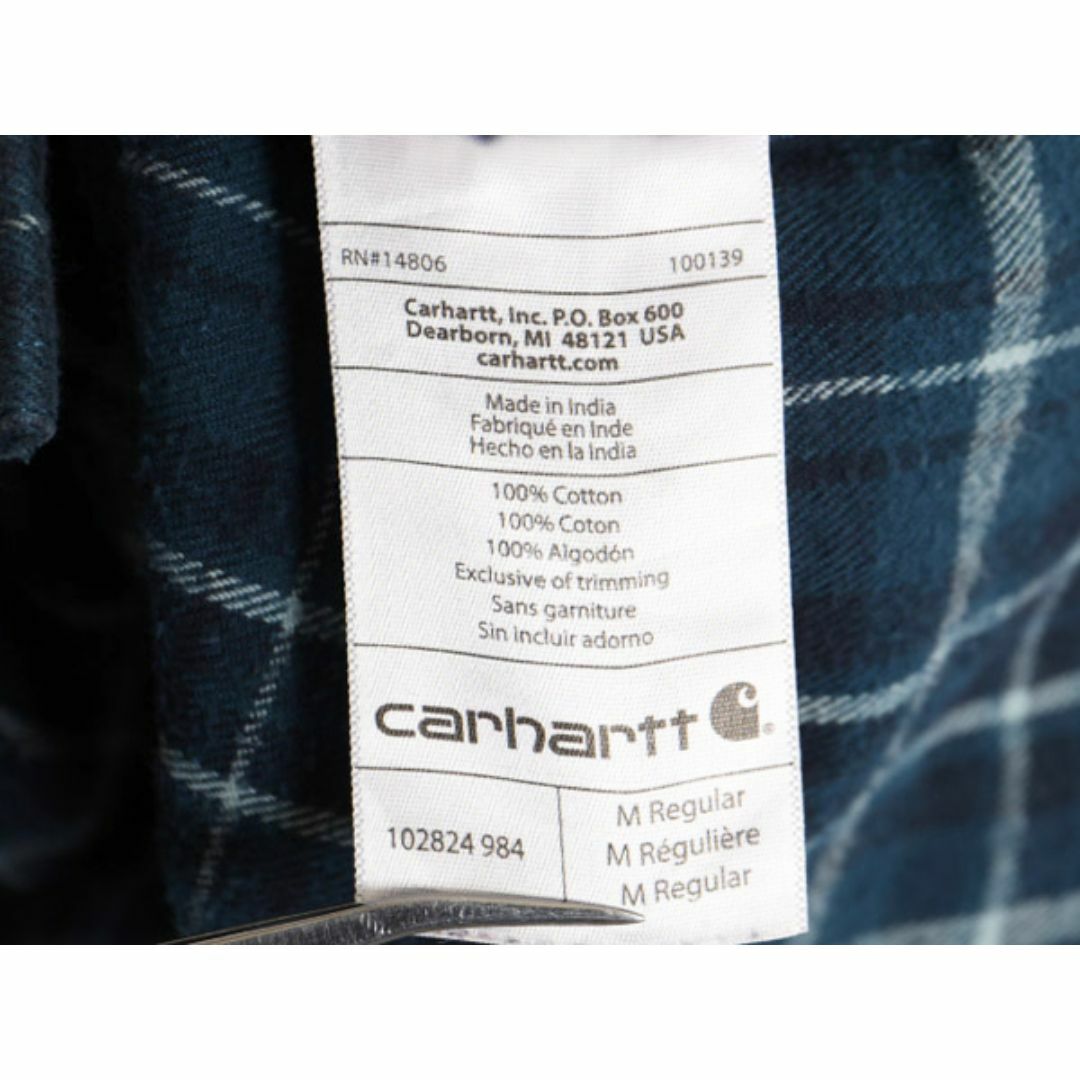 RN#14806 100139
Carhartt, Inc. P.O. Box 600
Dearborn, MI 48121 USA
carhartt.com
Made in India
Fabriqué en Inde
Hecho en la India
100% Cotton
100% Coton
100% Algodón
Exclusive of trimming
Sans garniture
Sin incluir adorno
carhartt ®
102824 984
M Regular
M Régulière
M Regular